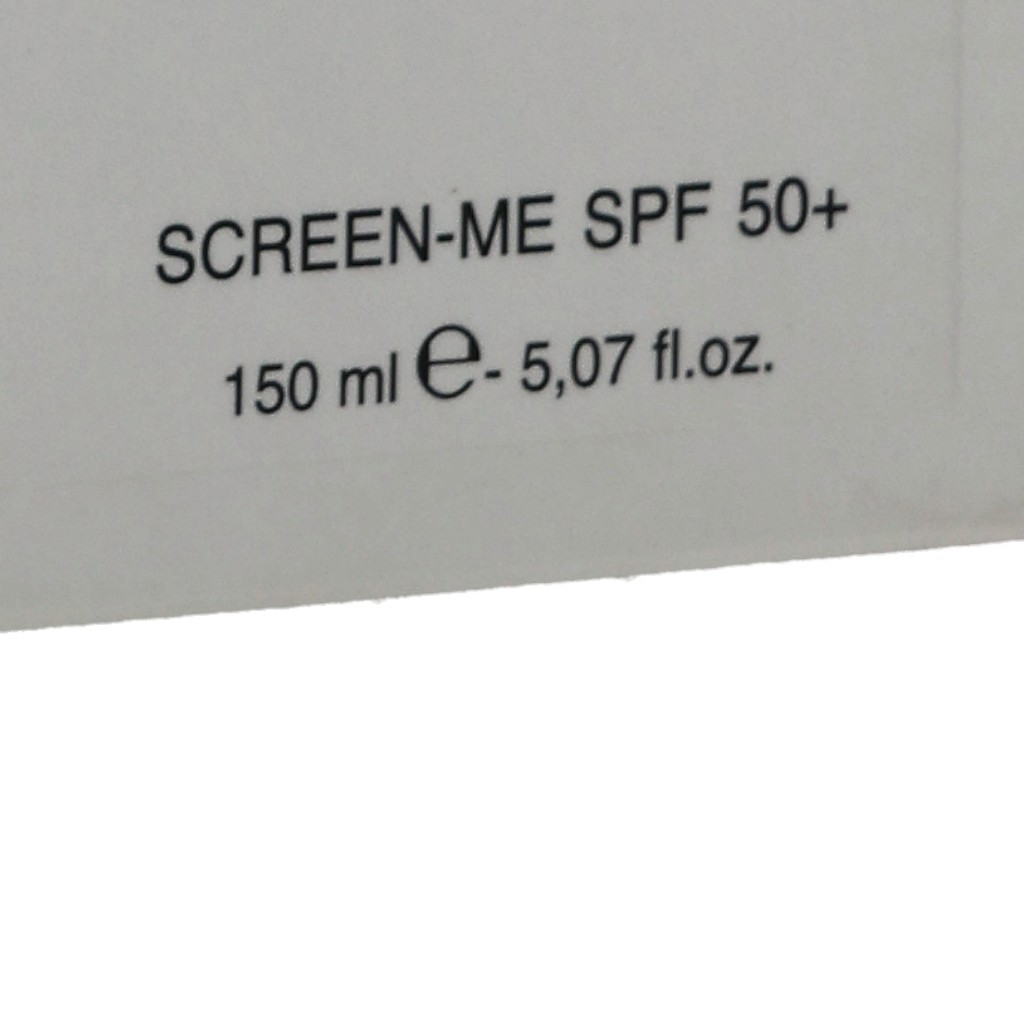 SCREEN-ME SPF 50+
150 ml ℮- 5,07 fl.oz.